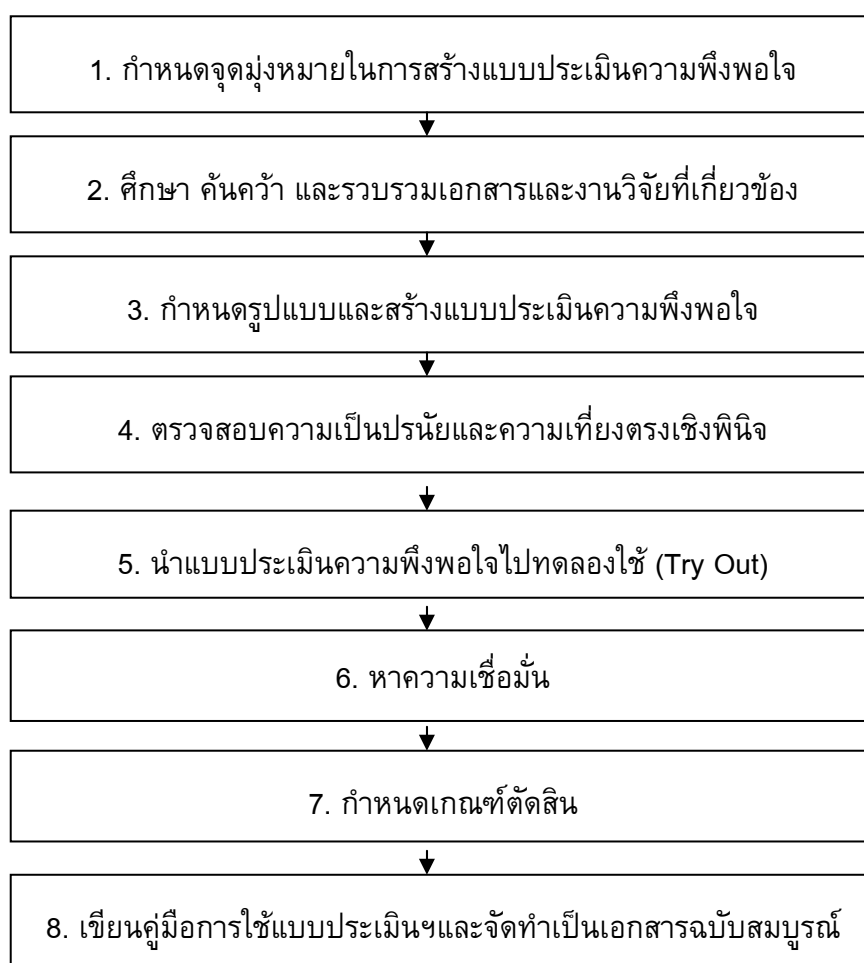 1. กำหนดจุดมุ่งหมายในการสร้างแบบประเมินความพึงพอใจ
2. ศึกษา ค้นคว้า และรวบรวมเอกสารและงานวิจัยที่เกี่ยวข้อง
3. กำหนดรูปแบบและสร้างแบบประเมินความพึงพอใจ
4. ตรวจสอบความเป็นปรนัยและความเที่ยงตรงเชิงพินิจ
5. นำแบบประเมินความพึงพอใจไปทดลองใช้ (Try Out)
6. หาความเชื่อมั่น
7. กำหนดเกณฑ์ตัดสิน
8. เขียนคู่มือการใช้แบบประเมินฯและจัดทำเป็นเอกสารฉบับสมบูรณ์